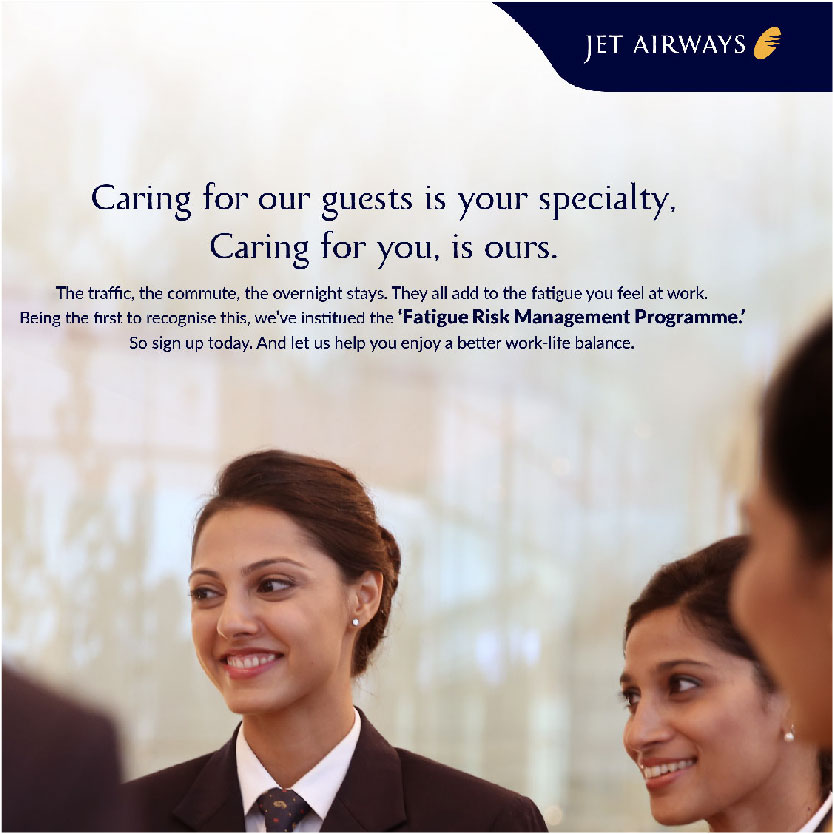 JET AIRWAYS
Caring for our guests is your specialty,
Caring for you, is ours.
The traffic, the commute, the overnight stays. They all add to the fatigue you feel at work.
Being the first to recognise this, we've institued the ‘Fatigue Risk Management Programme.’
So sign up today. And let us help you enjoy a better work-life balance.